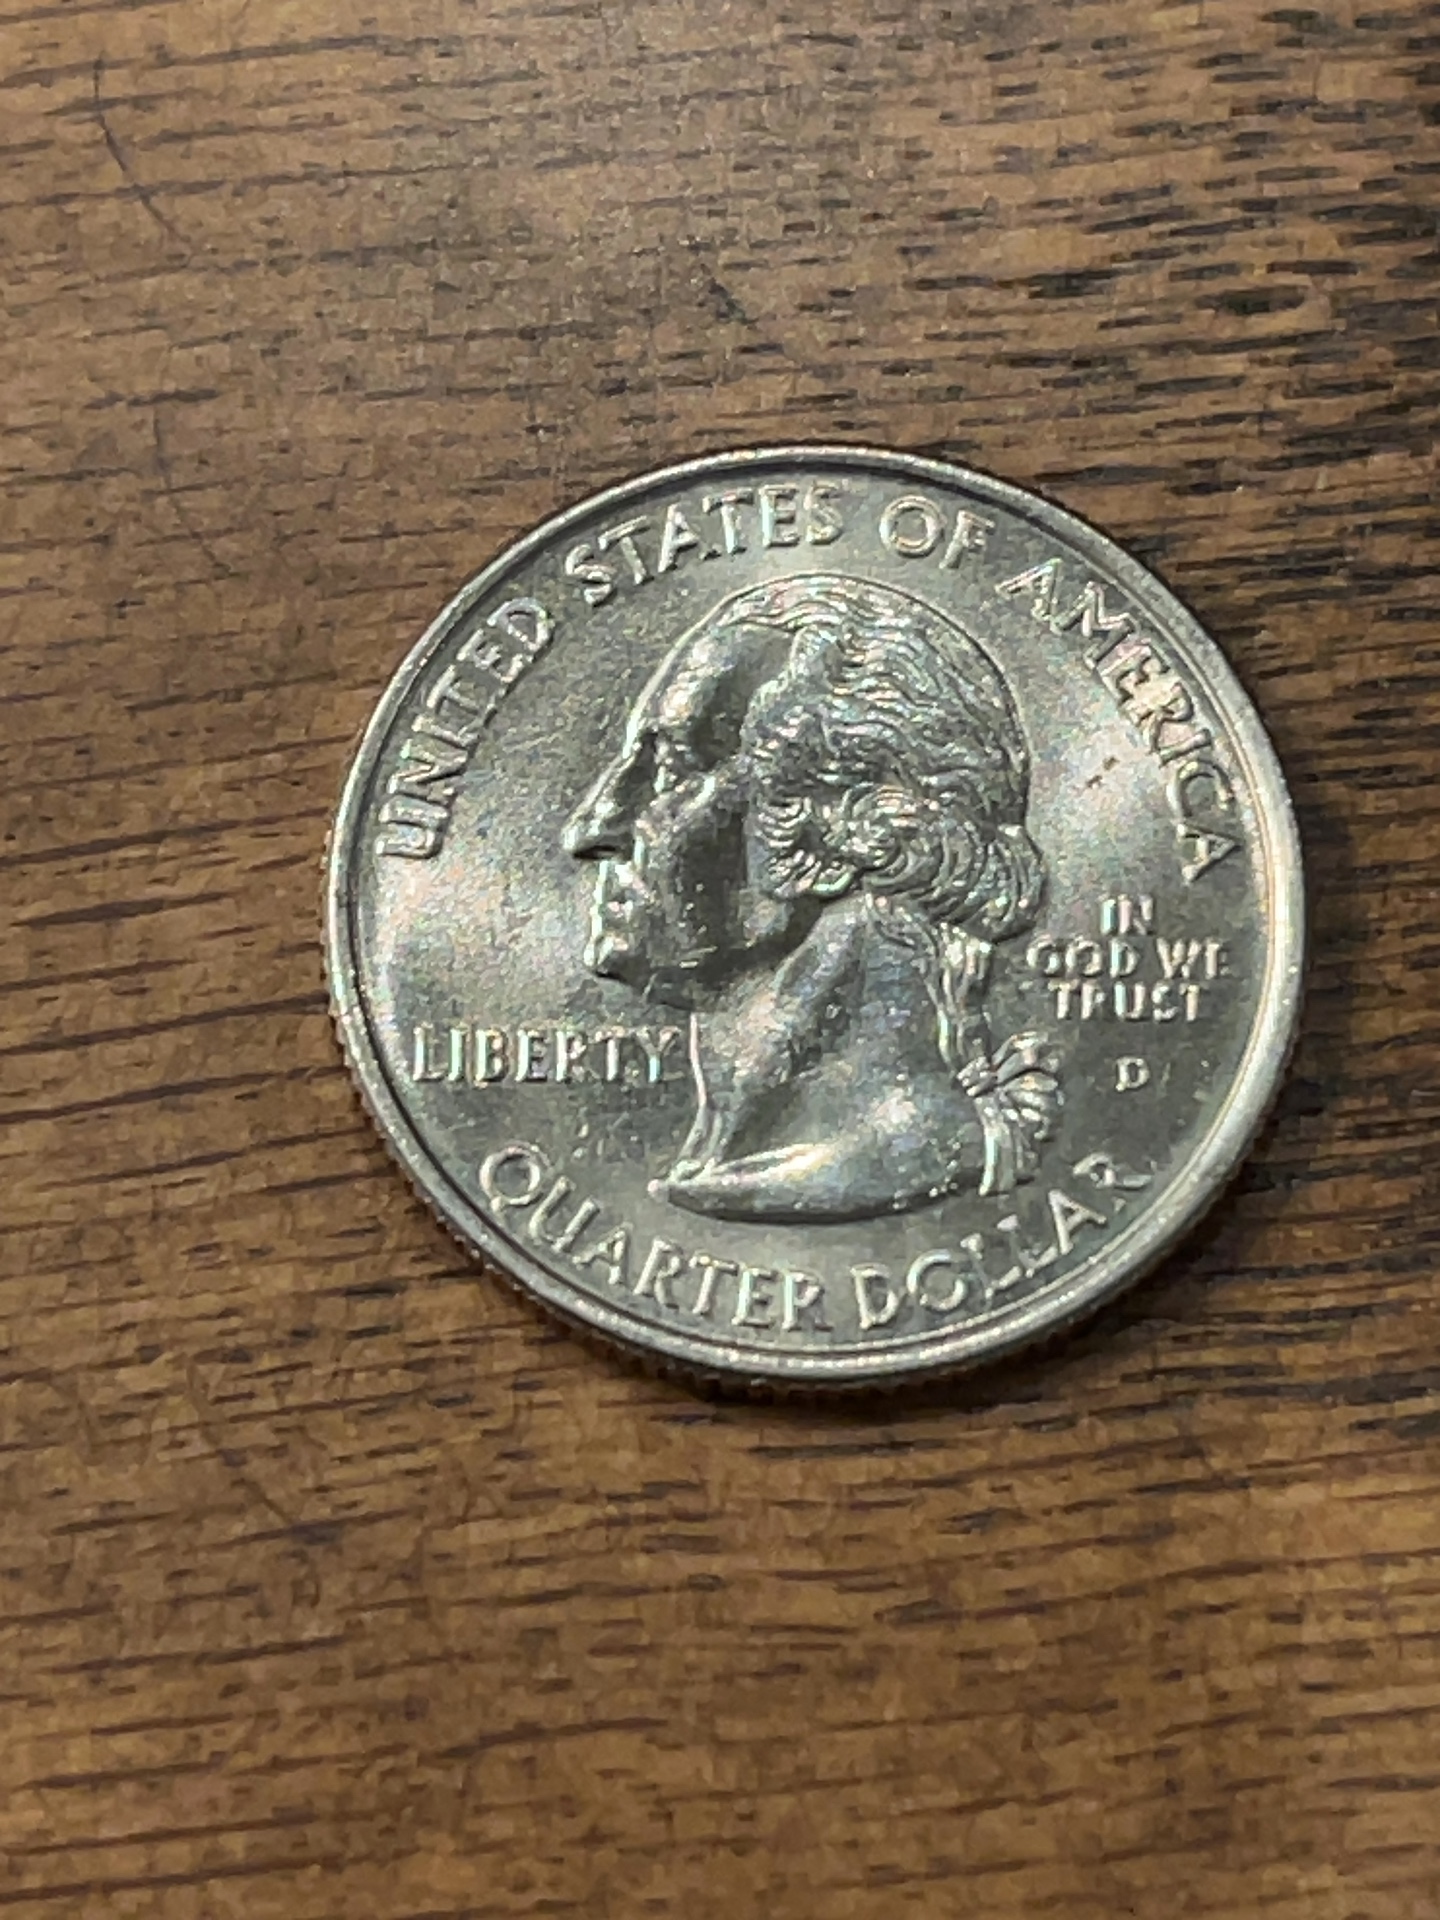 UNITED STATES OF AMERICA
LIBERTY
IN
GOD WE
TRUST
D
QUARTER DOLLAR